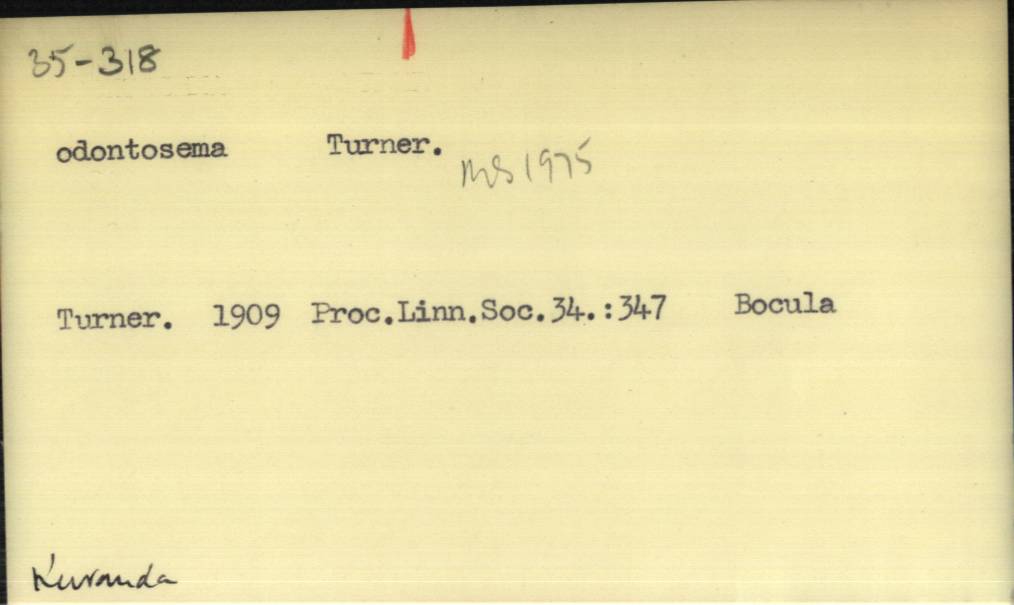 35-318
odontosema Turner.
MS 1975
Turner. 1909 Proc.Linn.Soc.34.:347 Bocula
Kuranda